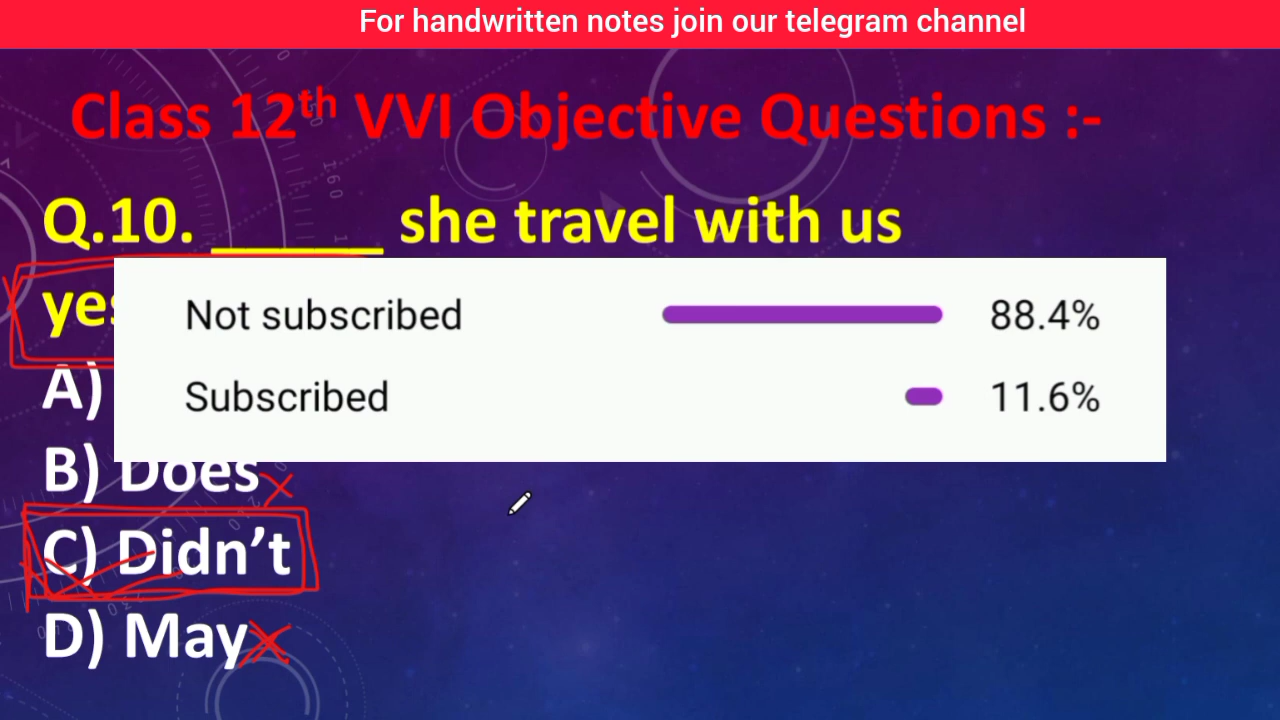 For handwritten notes join our telegram channel
Class 12th VVI Objective Questions :-
Q.10. _____ she travel with us
Not subscribed 88.4%
Subscribed 11.6%
A)
B) Does
C) Didn’t
D) May